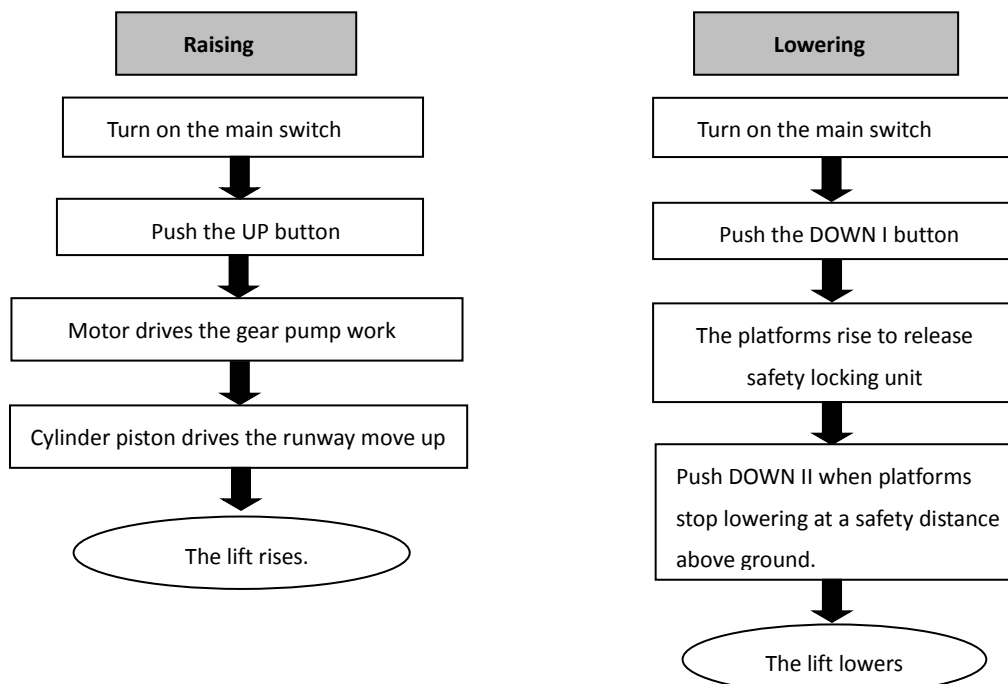 Raising
Turn on the main switch
Push the UP button
Motor drives the gear pump work
Cylinder piston drives the runway move up
The lift rises.
Lowering
Turn on the main switch
Push the DOWN I button
The platforms rise to release
safety locking unit
Push DOWN II when platforms
stop lowering at a safety distance
above ground.
The lift lowers